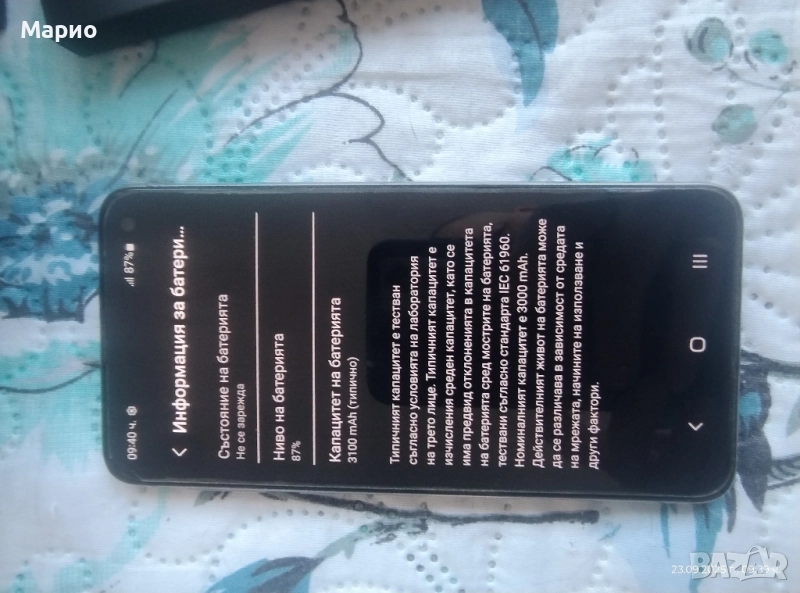 Марио
09:40 ч.
87%
Информация за батери...
Състояние на батерията
Не се зарежда
Ниво на батерията
87%
Капацитет на батерията
3100 mAh (типично)
Типичният капацитет е тестван
съгласно условията на лаборатория
на трето лице. Типичният капацитет е
изчисления среден капацитет, като се
има предвид отклоненията в капацитета
на батерията сред мострите на батерията,
тествани съгласно стандарта IEC 61960.
Номиналният капацитет е 3000 mAh.
Действителният живот на батерията може
да се различава в зависимост от средата
на мрежата, начините на използване и
други фактори.
BAZAR